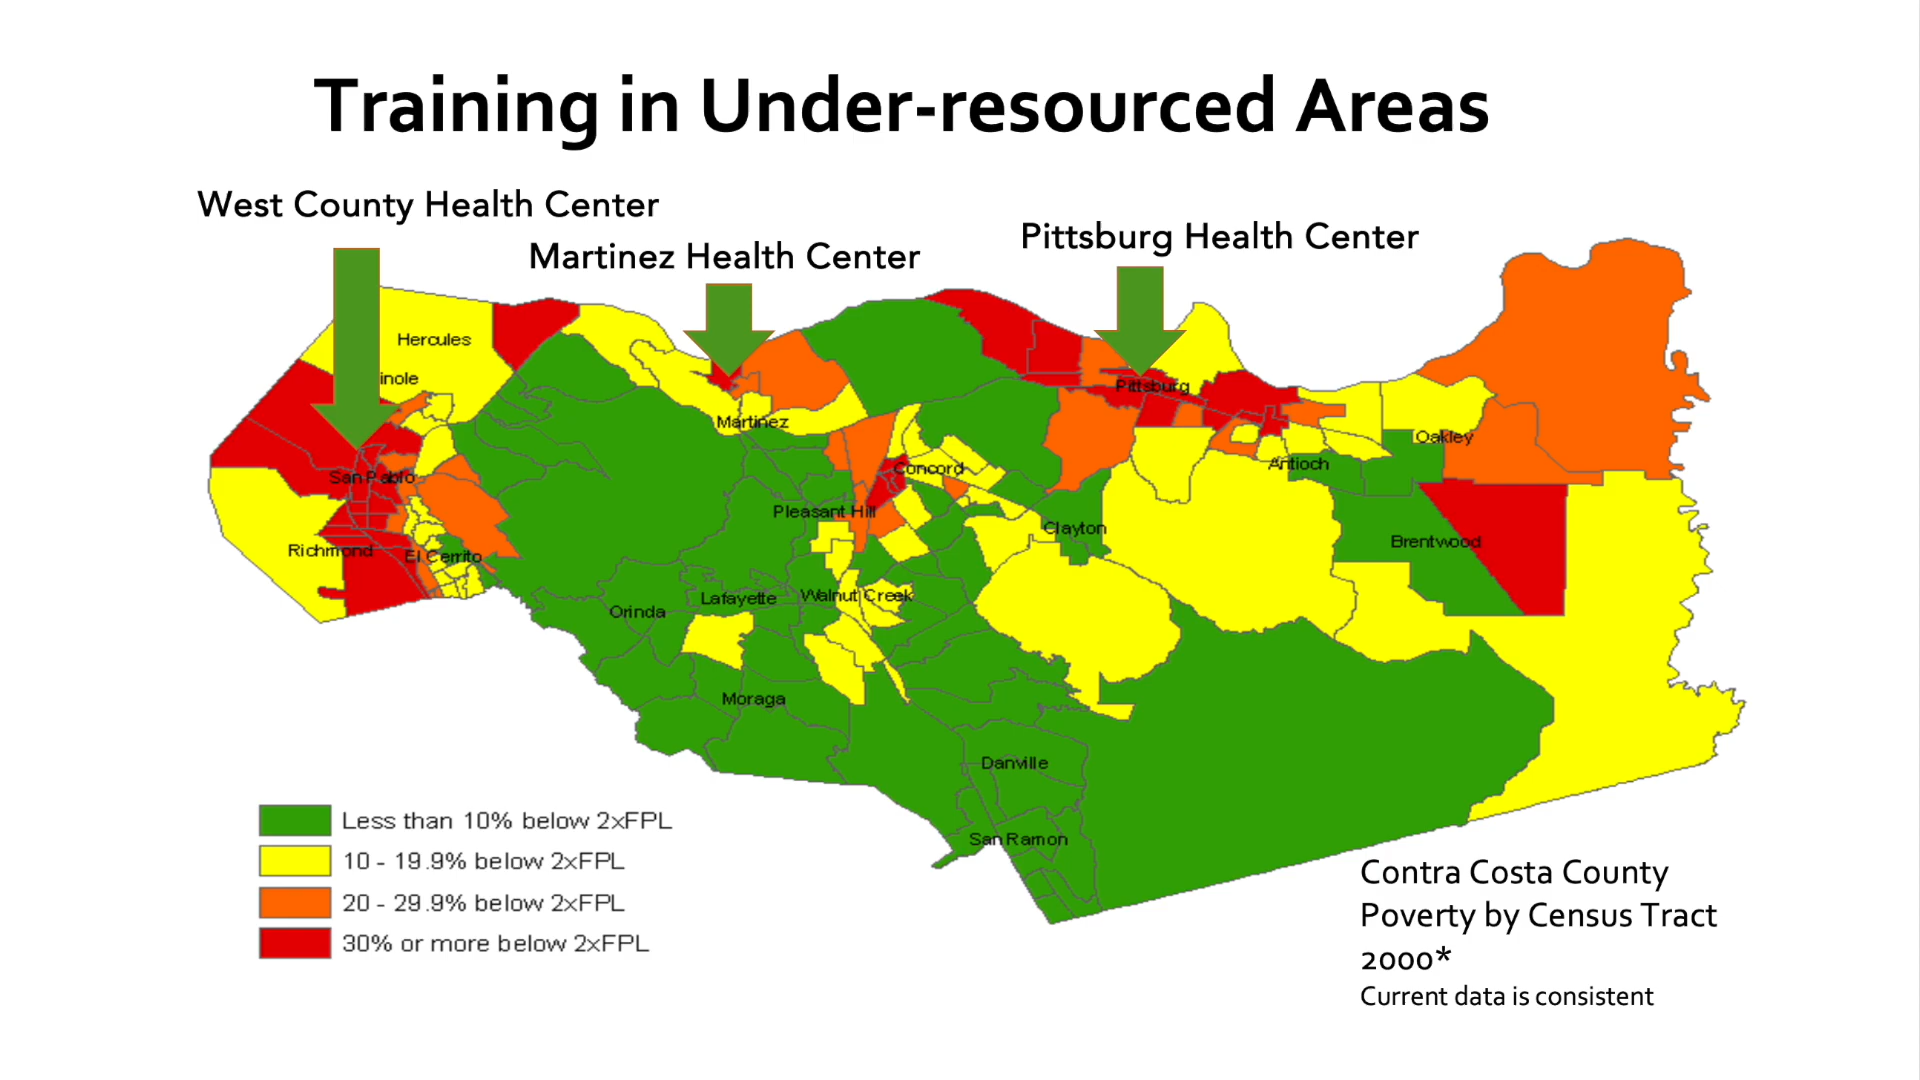 Training in Under-resourced Areas
West County Health Center
Martinez Health Center
Pittsburg Health Center
Hercules
inole
Pittsburg
Martinez
Oakley
Antioch
Concord
San Pablo
Pleasant Hill
Clayton
Brentwood
Richmond
El Cerrito
Orinda
Lafayette
Walnut Creek
Moraga
Danville
San Ramon
Less than 10% below 2xFPL
10 - 19.9% below 2xFPL
20 - 29.9% below 2xFPL
30% or more below 2xFPL
Contra Costa County
Poverty by Census Tract
2000*
Current data is consistent